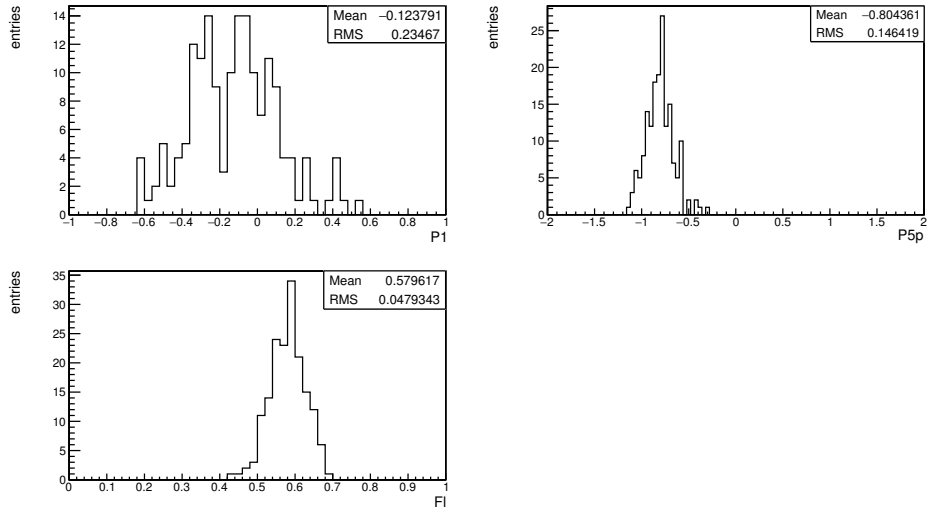 entries
Mean −0.123791
RMS 0.23467
14
12
10
8
6
4
2
0
−1 −0.8 −0.6 −0.4 −0.2 0 0.2 0.4 0.6 0.8 1
P1
entries
Mean −0.804361
RMS 0.146419
25
20
15
10
5
0
−2 −1.5 −1 −0.5 0 0.5 1 1.5 2
P5p
entries
Mean 0.579617
RMS 0.0479343
35
30
25
20
15
10
5
0
0 0.1 0.2 0.3 0.4 0.5 0.6 0.7 0.8 0.9 1
Fl